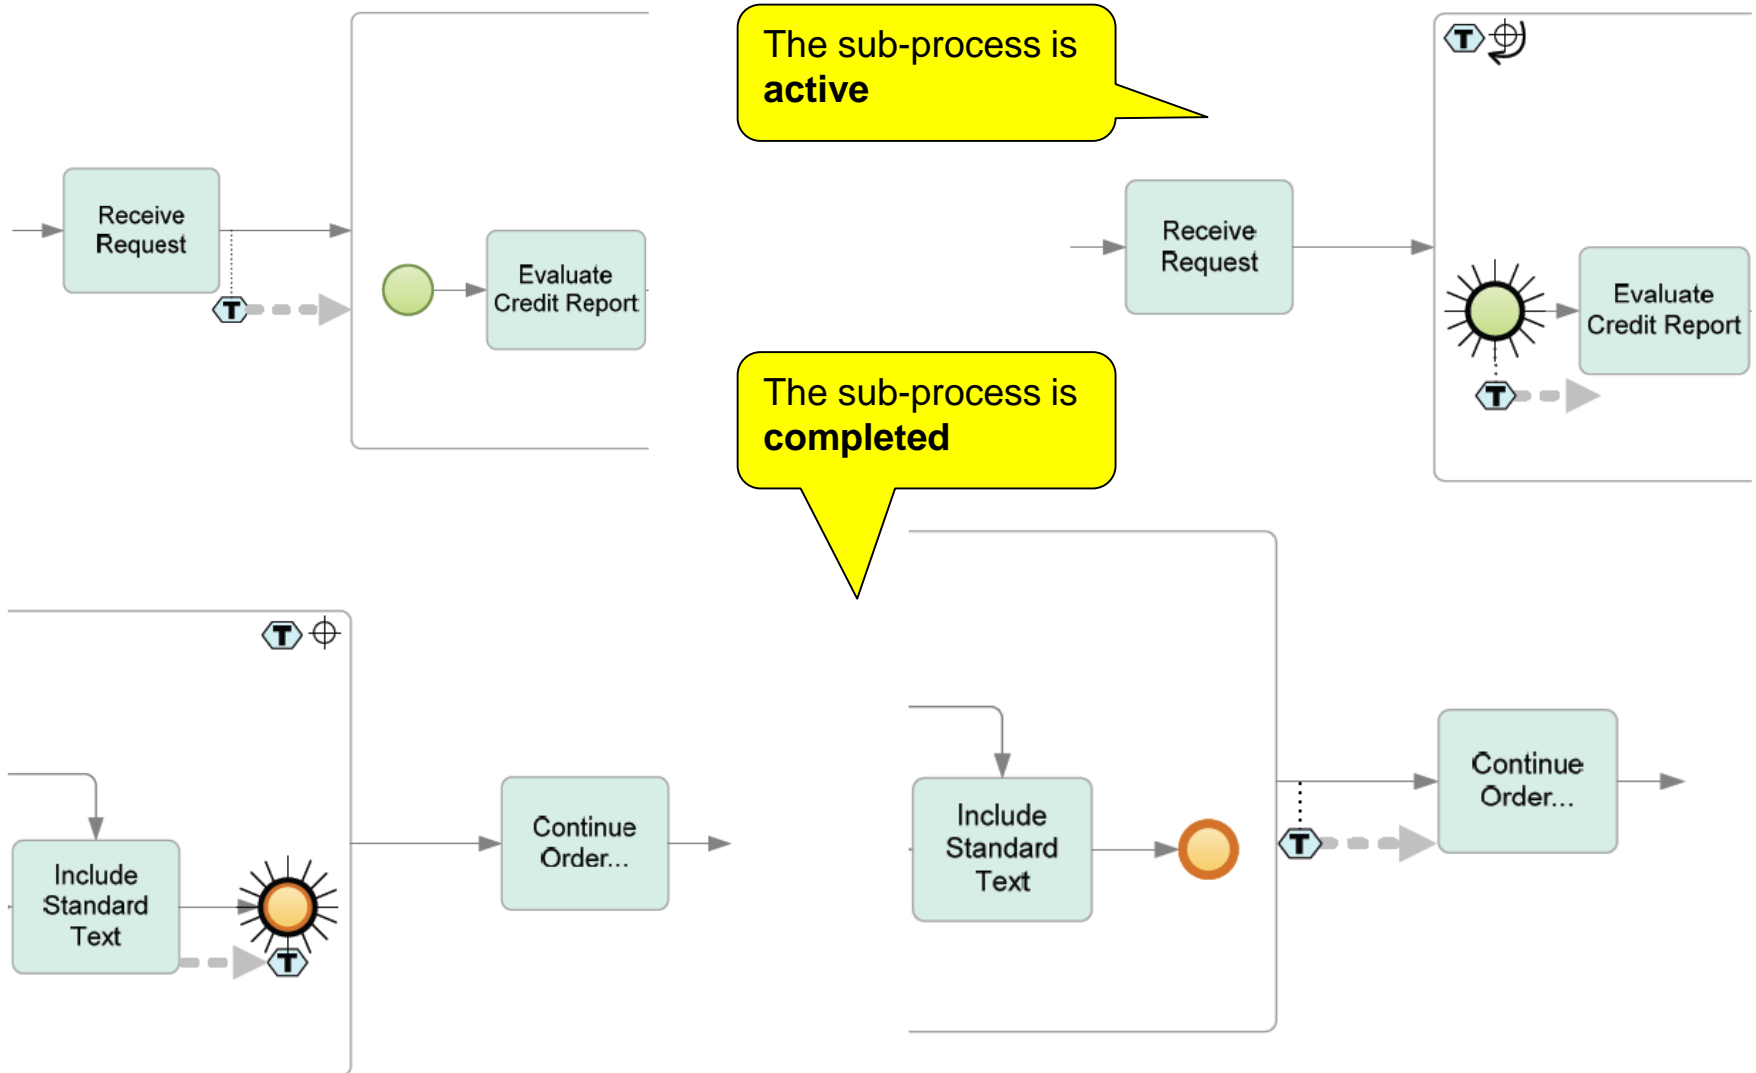 The sub-process is
active
T
Receive
Request
T
Evaluate
Credit Report
Receive
Request
Evaluate
Credit Report
T
T
The sub-process is
completed
T
Continue
Order...
Include
Standard
Text
T
Include
Standard
Text
T
Continue
Order...